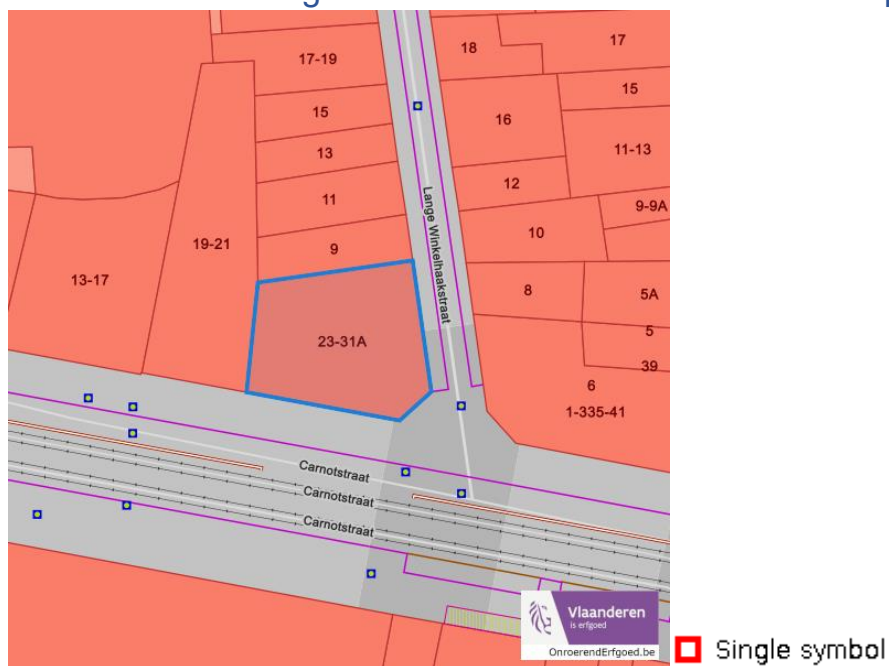 17-19
18
17
15
15
16
13
11-13
12
11
9-9A
Lange Winkelhaakstraat
19-21
9
10
13-17
8
5A
23-31A
5
39
6
1-335-41
Carnotstraat
Carnotstraat
Carnotstraat
Vlaanderen
is erfgoed
OnroerendErfgoed.be
Single symbol